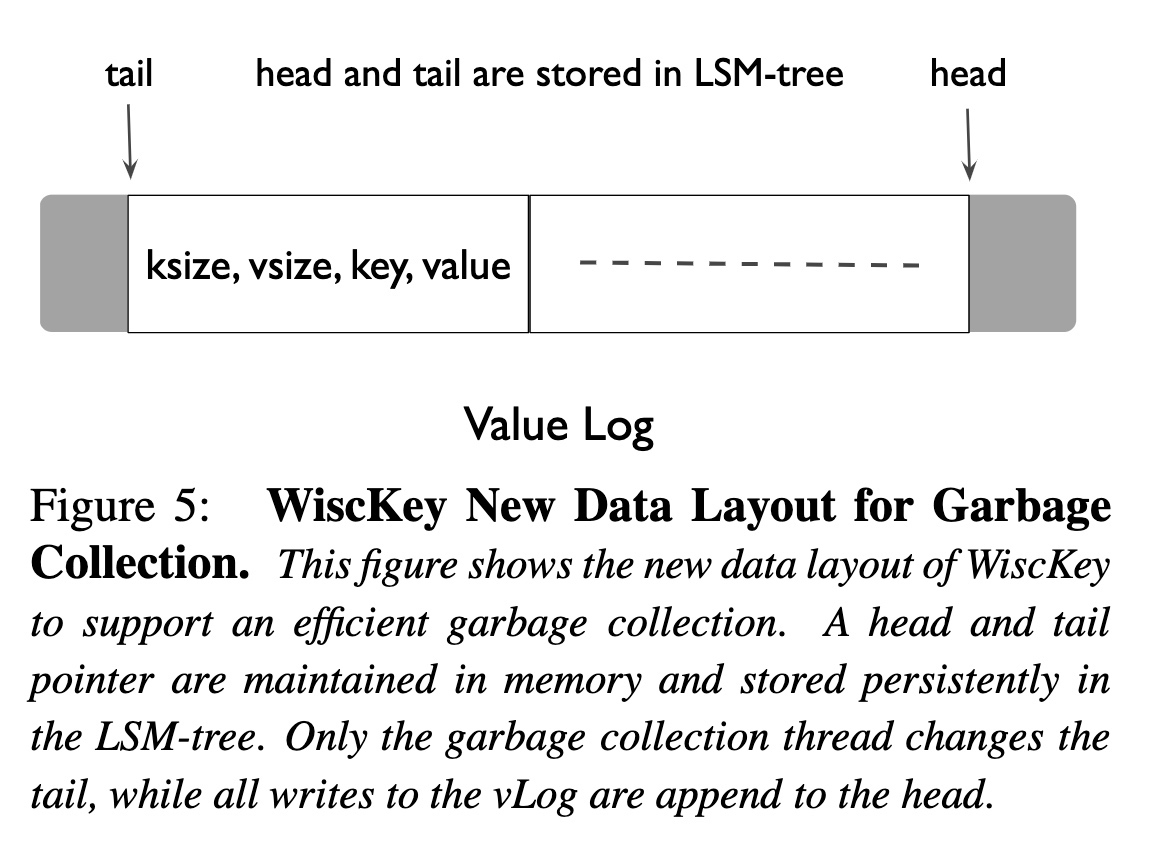 tail head and tail are stored in LSM-tree head
ksize, vsize, key, value
Value Log
Figure 5: WiscKey New Data Layout for Garbage
Collection. This figure shows the new data layout of WiscKey
to support an efficient garbage collection. A head and tail
pointer are maintained in memory and stored persistently in
the LSM-tree. Only the garbage collection thread changes the
tail, while all writes to the vLog are append to the head.